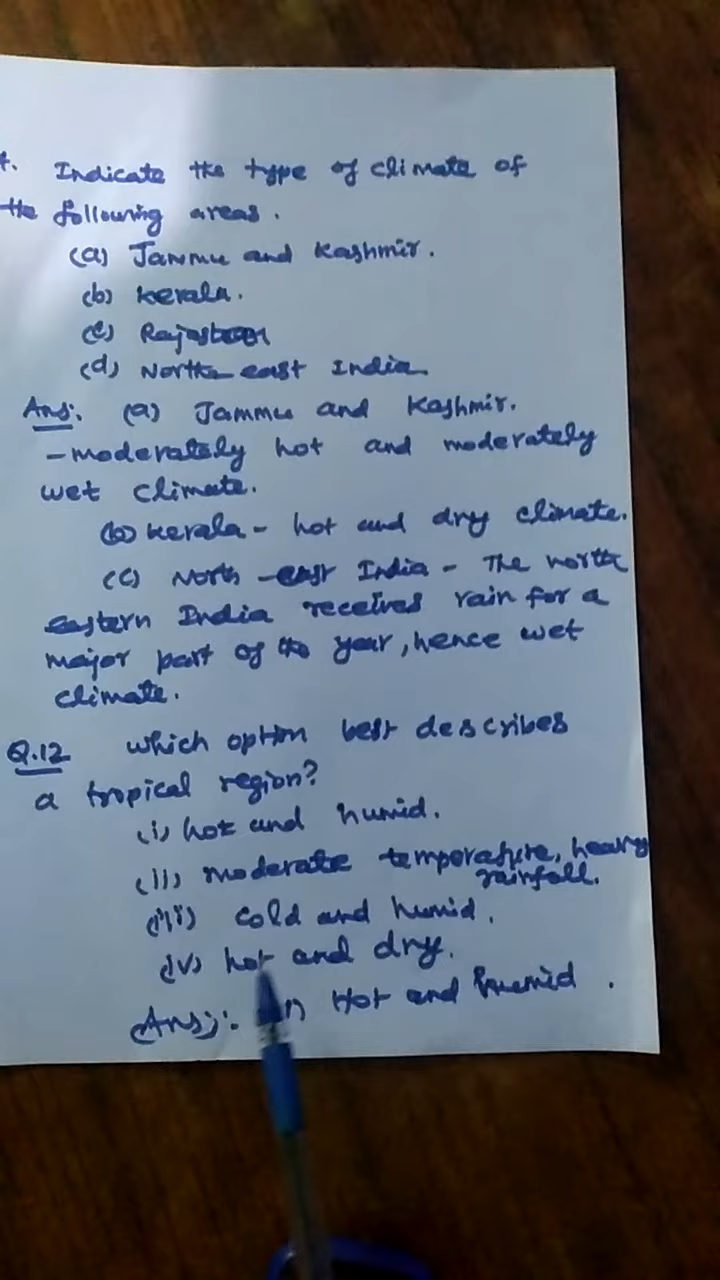 Indicate the type of climate of
the following areas.
(a) Jammu and Kashmir.
(b) Kerala.
(c)
(d) North east India
Ans: (a) Jammu and Kashmir.
-moderately hot and moderately
wet climate.
(b) Kerala - hot and dry climate.
(c) North -east India - The north
eastern India receives rain for a
major part of the year, hence wet
climate.
Q.12 which option best describes
a tropical region?
(i) hot and humid.
(ii) moderate temperature, heavy
rainfall.
(iii) cold and humid.
(iv) hot and dry.
Ans: Hot and humid.